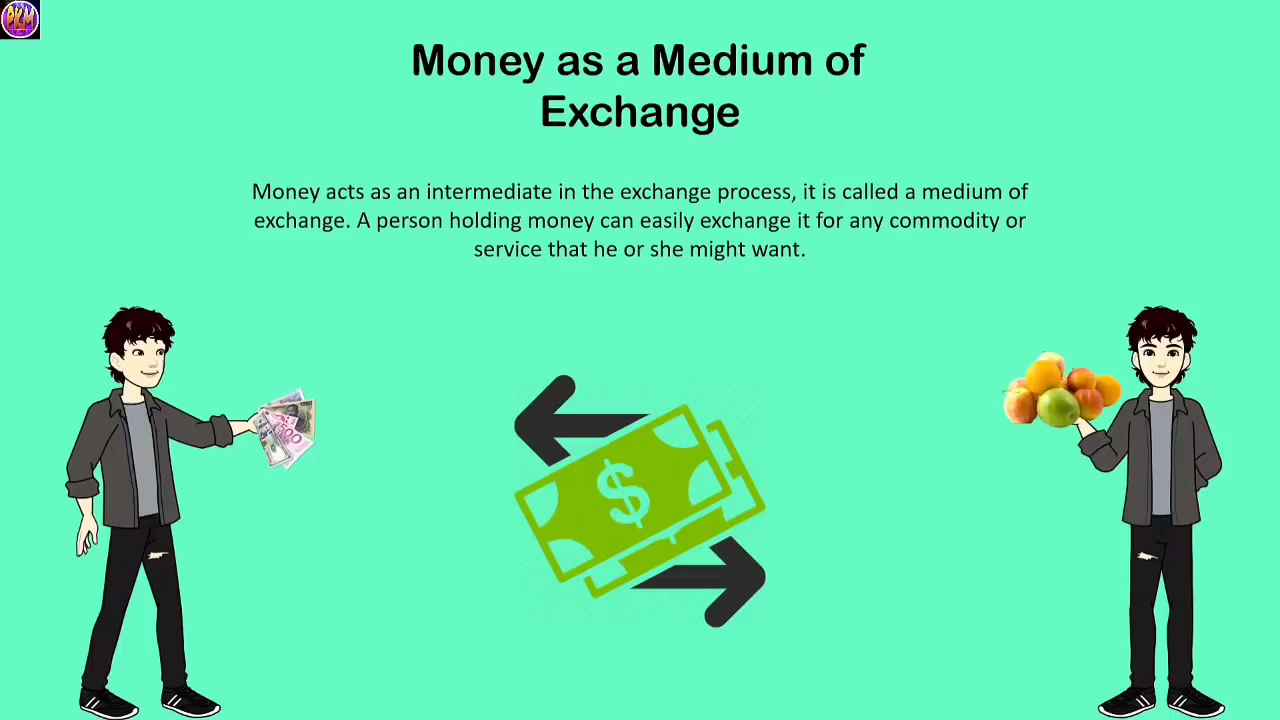 PKM
Money as a Medium of
Exchange
Money acts as an intermediate in the exchange process, it is called a medium of
exchange. A person holding money can easily exchange it for any commodity or
service that he or she might want.
$